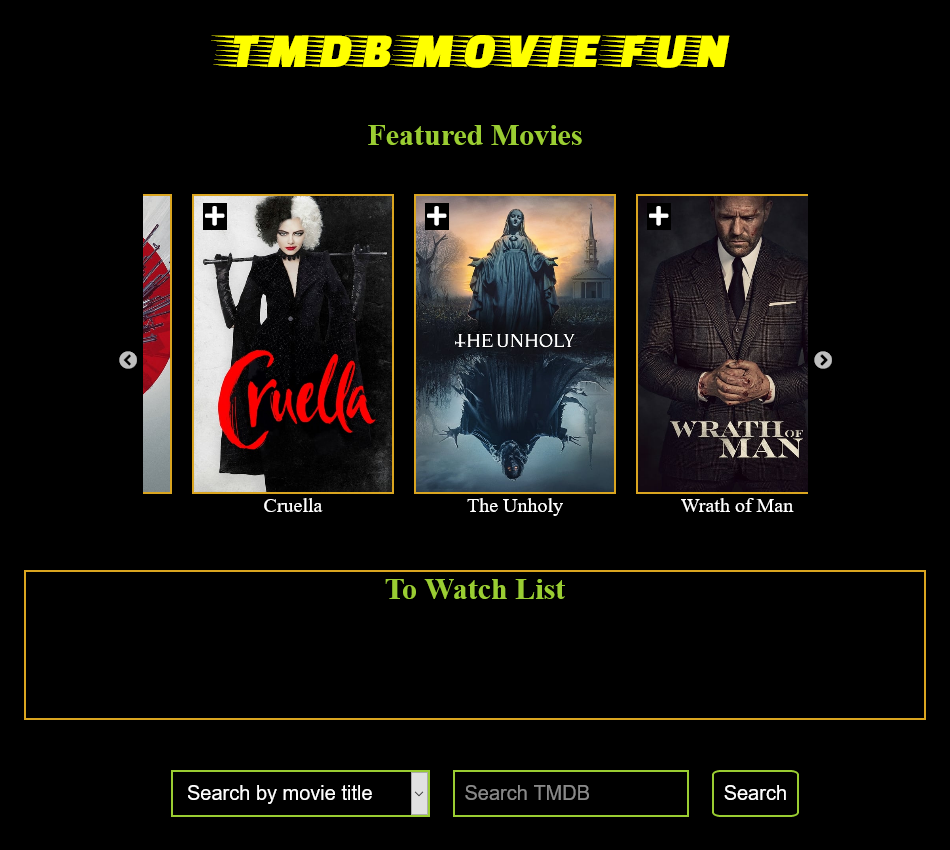 TMDB MOVIE FUN
Featured Movies
Cruella
THE UNHOLY
WRATH OF
MAN
Cruella
The Unholy
Wrath of Man
To Watch List
Search by movie title
Search TMDB
Search